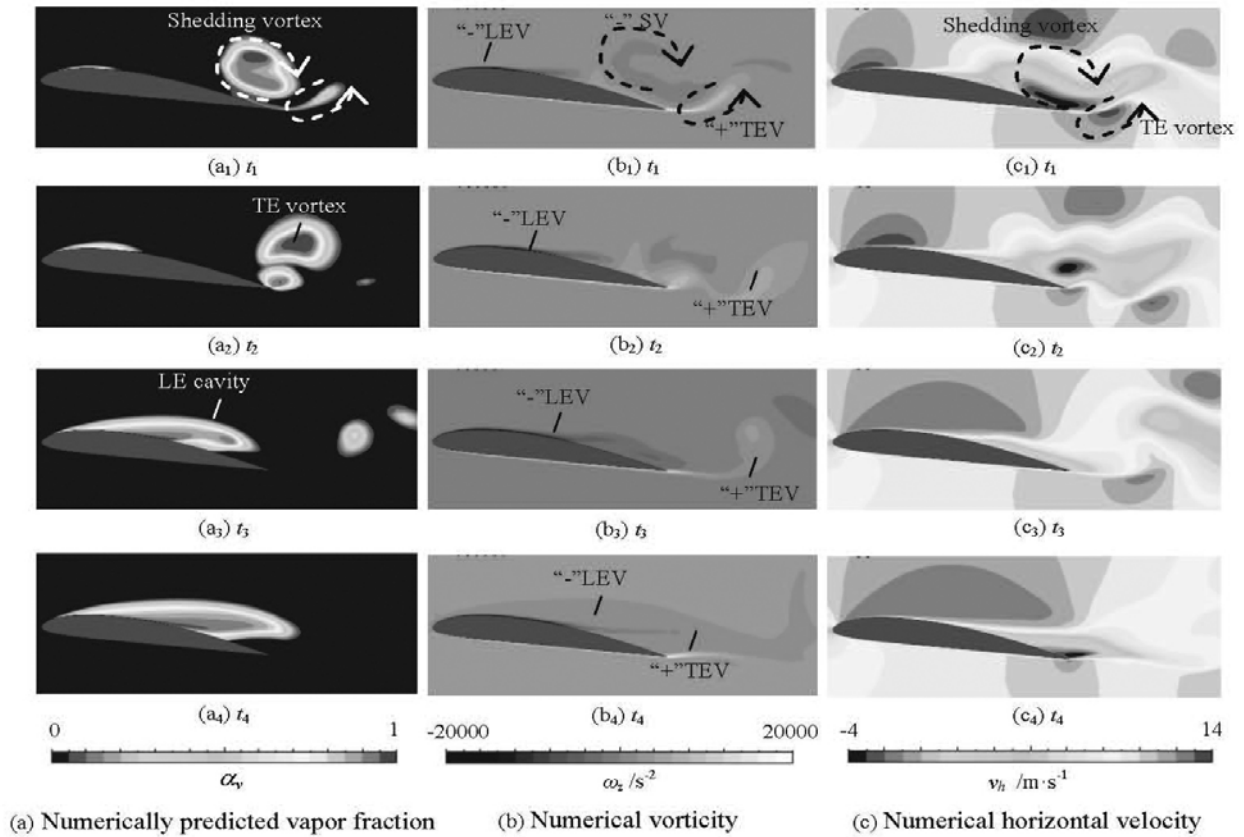 Shedding vortex
(a₁) t₁
“-”LEV
“-”SV
“+”TEV
(b₁) t₁
Shedding vortex
TE vortex
(c₁) t₁
TE vortex
(a₂) t₂
“-”LEV
“+”TEV
(b₂) t₂
(c₂) t₂
LE cavity
(a₃) t₃
“-”LEV
“+”TEV
(b₃) t₃
(c₃) t₃
(a₄) t₄
“-”LEV
“+”TEV
(b₄) t₄
(c₄) t₄
0 1
αᵥ
-20000 20000
ω_z /s⁻²
-4 14
v_h /m·s⁻¹
(a) Numerically predicted vapor fraction
(b) Numerical vorticity
(c) Numerical horizontal velocity